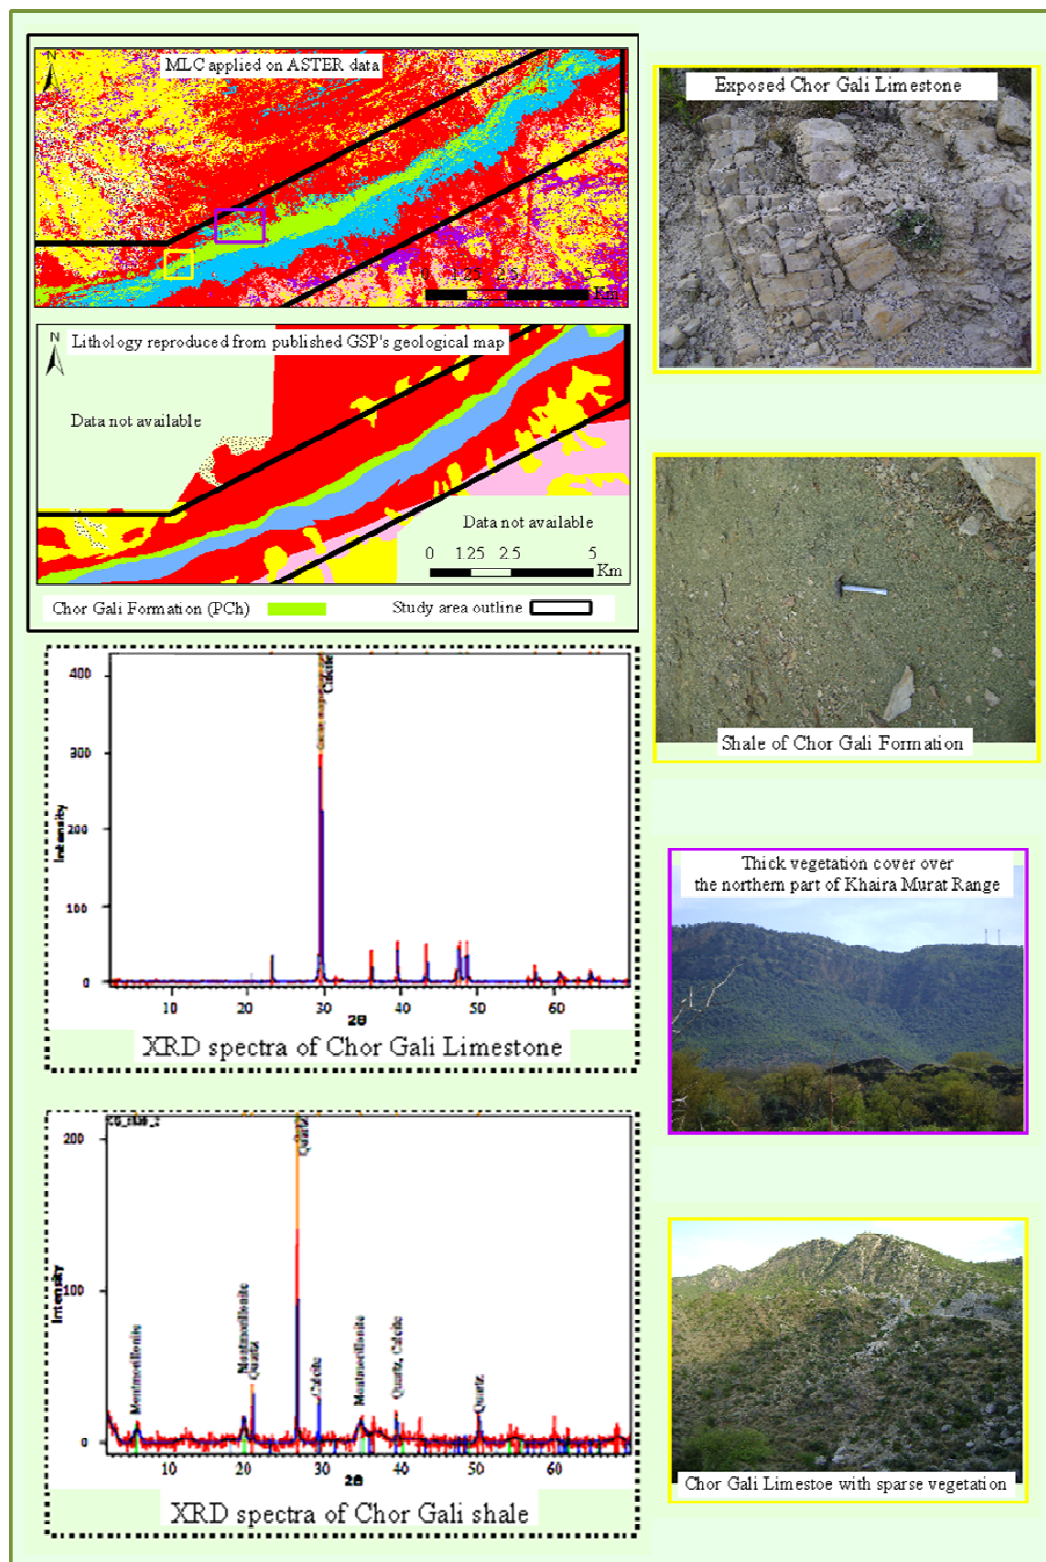 N
MLC applied on ASTER data
0 1.25 2.5 5
Km
N
Lithology reproduced from published GSP's geological map
Data not available
Data not available
0 1.25 2.5 5
Km
Chor Gali Formation (PCh)
Study area outline
400
300
200
100
0
Intensity
Calcite
10 20 30 40 50 60
2θ
XRD spectra of Chor Gali Limestone
200
100
0
Intensity
Montmorillonite
Montmorillonite
Quartz
Quartz
Calcite
Montmorillonite
Quartz, Calcite
Quartz
10 20 30 40 50 60
2θ
XRD spectra of Chor Gali shale
Exposed Chor Gali Limestone
Shale of Chor Gali Formation
Thick vegetation cover over
the northern part of Khaira Murat Range
Chor Gali Limestoe with sparse vegetation